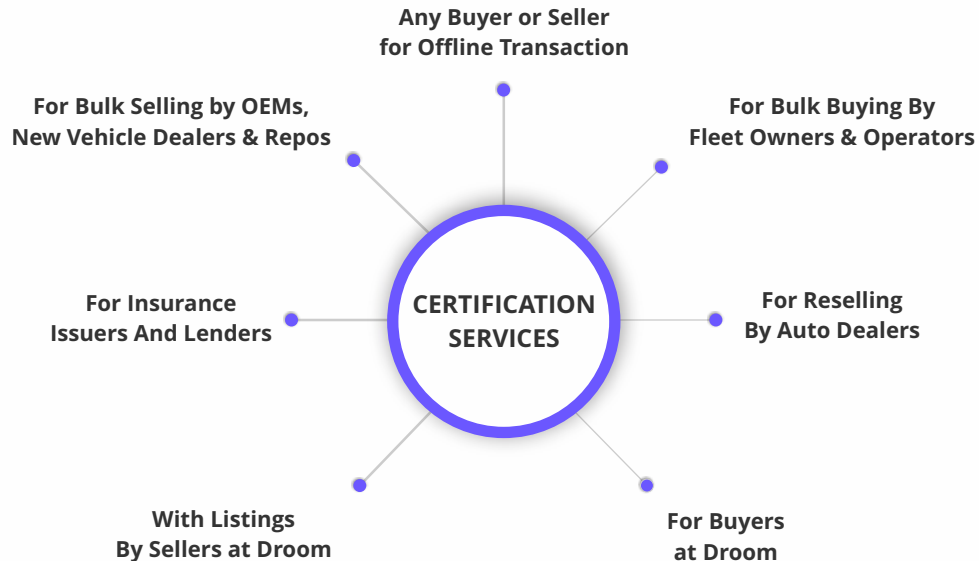 Any Buyer or Seller
for Offline Transaction
For Bulk Selling by OEMs,
New Vehicle Dealers & Repos
For Bulk Buying By
Fleet Owners & Operators
For Insurance
Issuers And Lenders
CERTIFICATION
SERVICES
For Reselling
By Auto Dealers
With Listings
By Sellers at Droom
For Buyers
at Droom